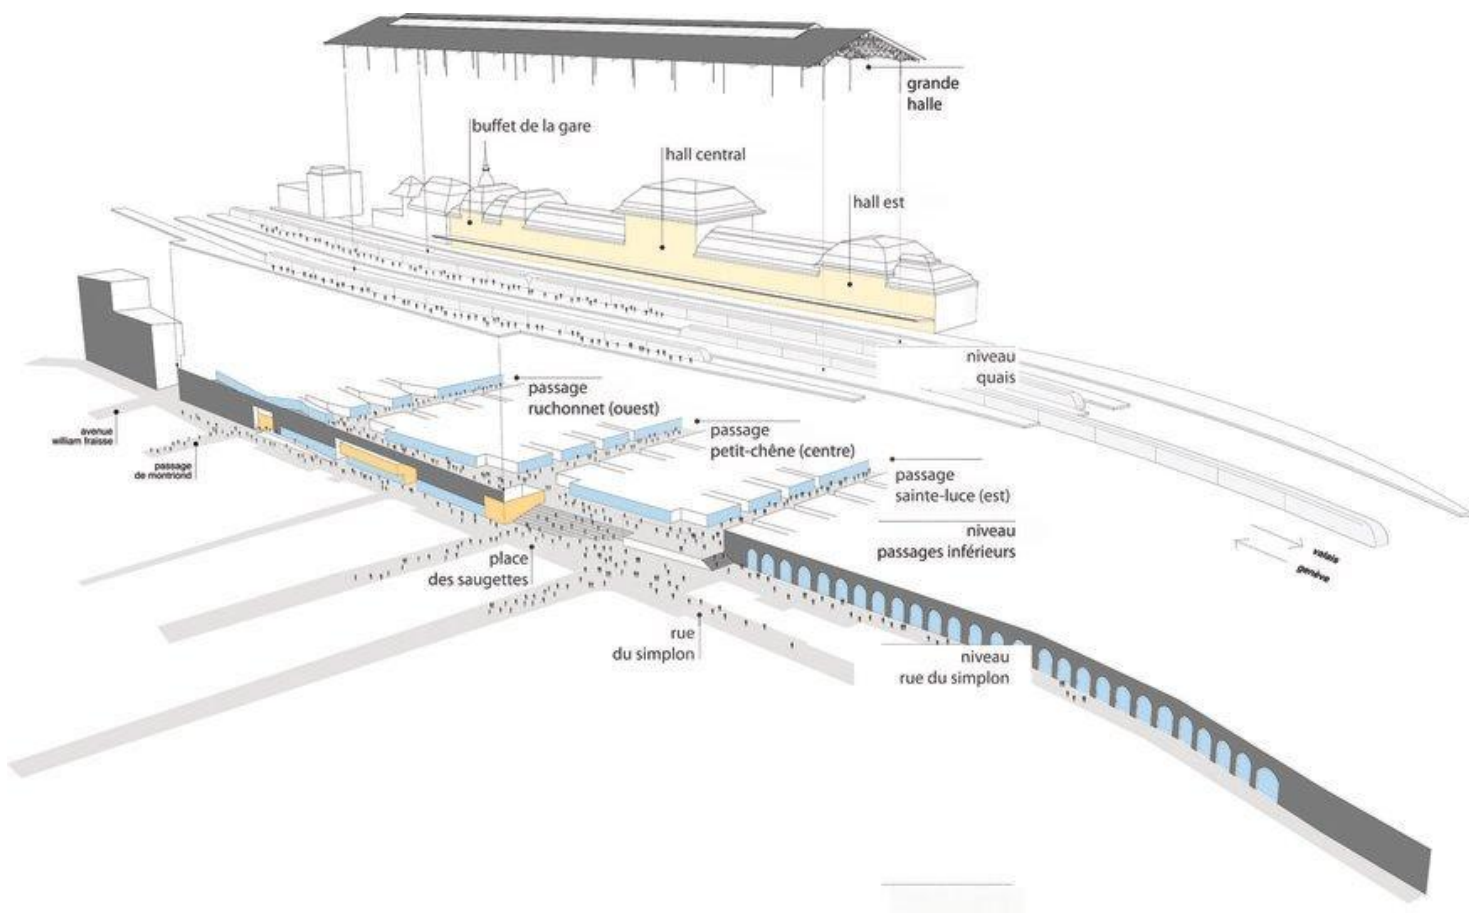 grande
halle
buffet de la gare
hall central
hall est
niveau
quais
passage
ruchonnet (ouest)
passage
petit-chêne (centre)
passage
sainte-luce (est)
niveau
passages inférieurs
avenue
william fraisse
passage
de montriond
valais
genève
place
des saugettes
rue
du simplon
niveau
rue du simplon